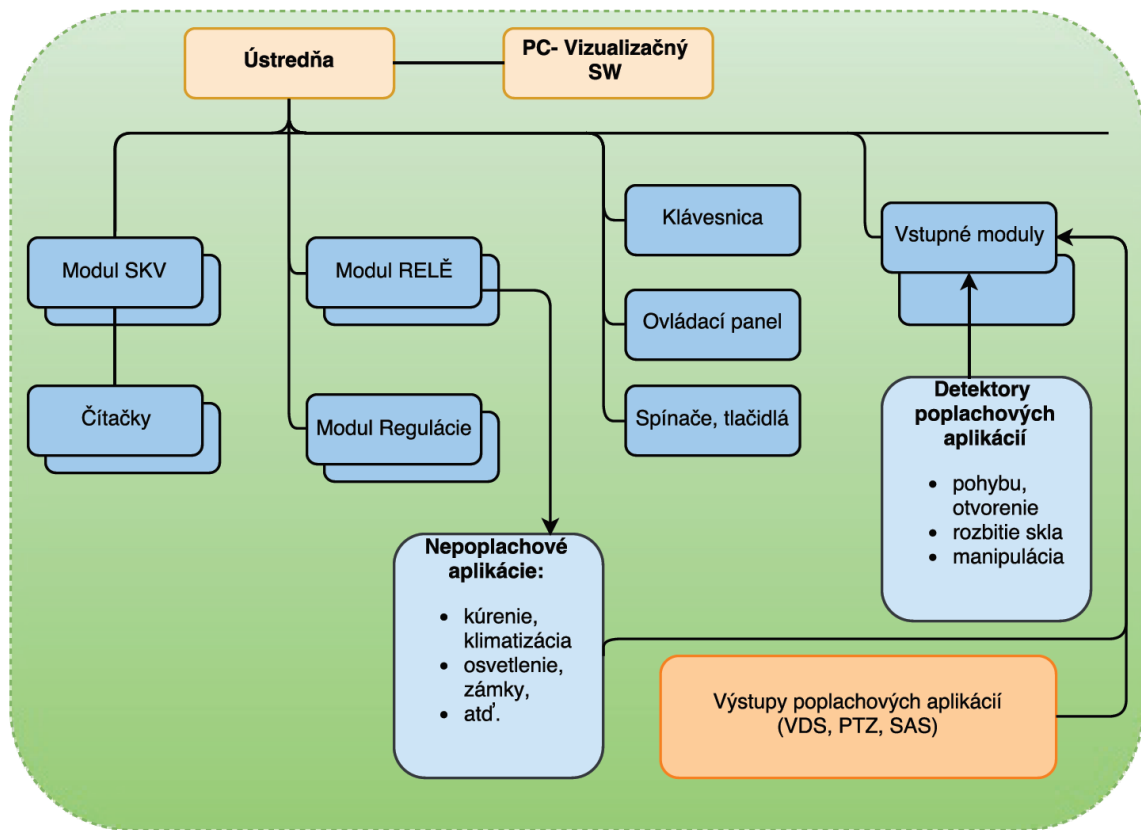 Ústredňa
PC- Vizualizačný
SW
Modul SKV
Modul RELĚ
Klávesnica
Vstupné moduly
Ovládací panel
Čítačky
Modul Regulácie
Spínače, tlačidlá
Detektory
poplachových
aplikácií
• pohybu,
otvorenie
• rozbitie skla
• manipulácia
Nepoplachové
aplikácie:
• kúrenie,
klimatizácia
• osvetlenie,
zámky,
• atď.
Výstupy poplachových aplikácií
(VDS, PTZ, SAS)